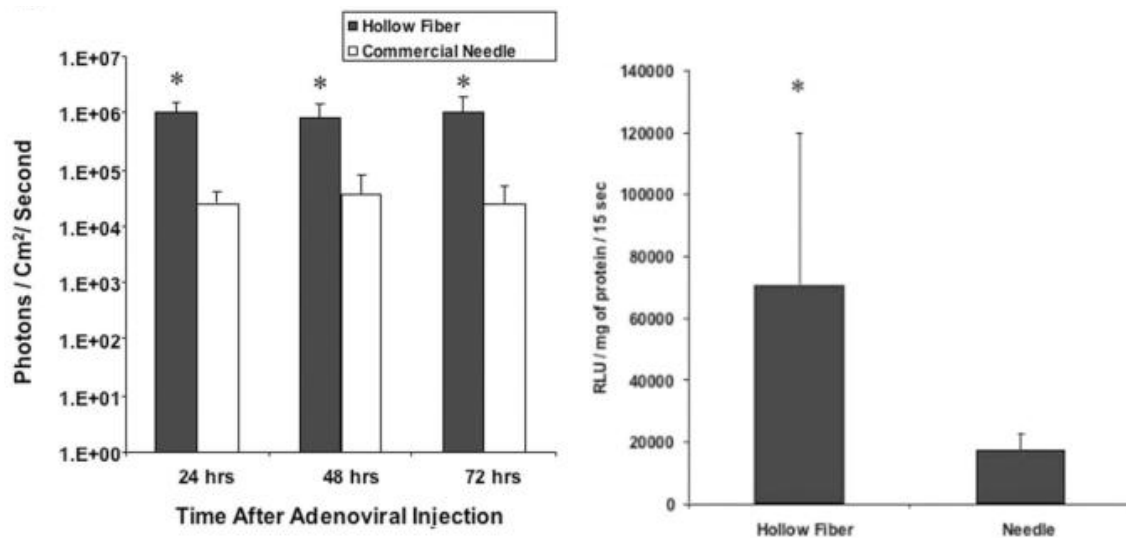 Hollow Fiber
Commercial Needle
1.E+07
1.E+06
1.E+05
1.E+04
1.E+03
1.E+02
1.E+01
1.E+00
Photons / Cm²/ Second
*
*
*
24 hrs
48 hrs
72 hrs
Time After Adenoviral Injection
140000
120000
100000
80000
60000
40000
20000
0
RLU / mg of protein / 15 sec
*
Hollow Fiber
Needle